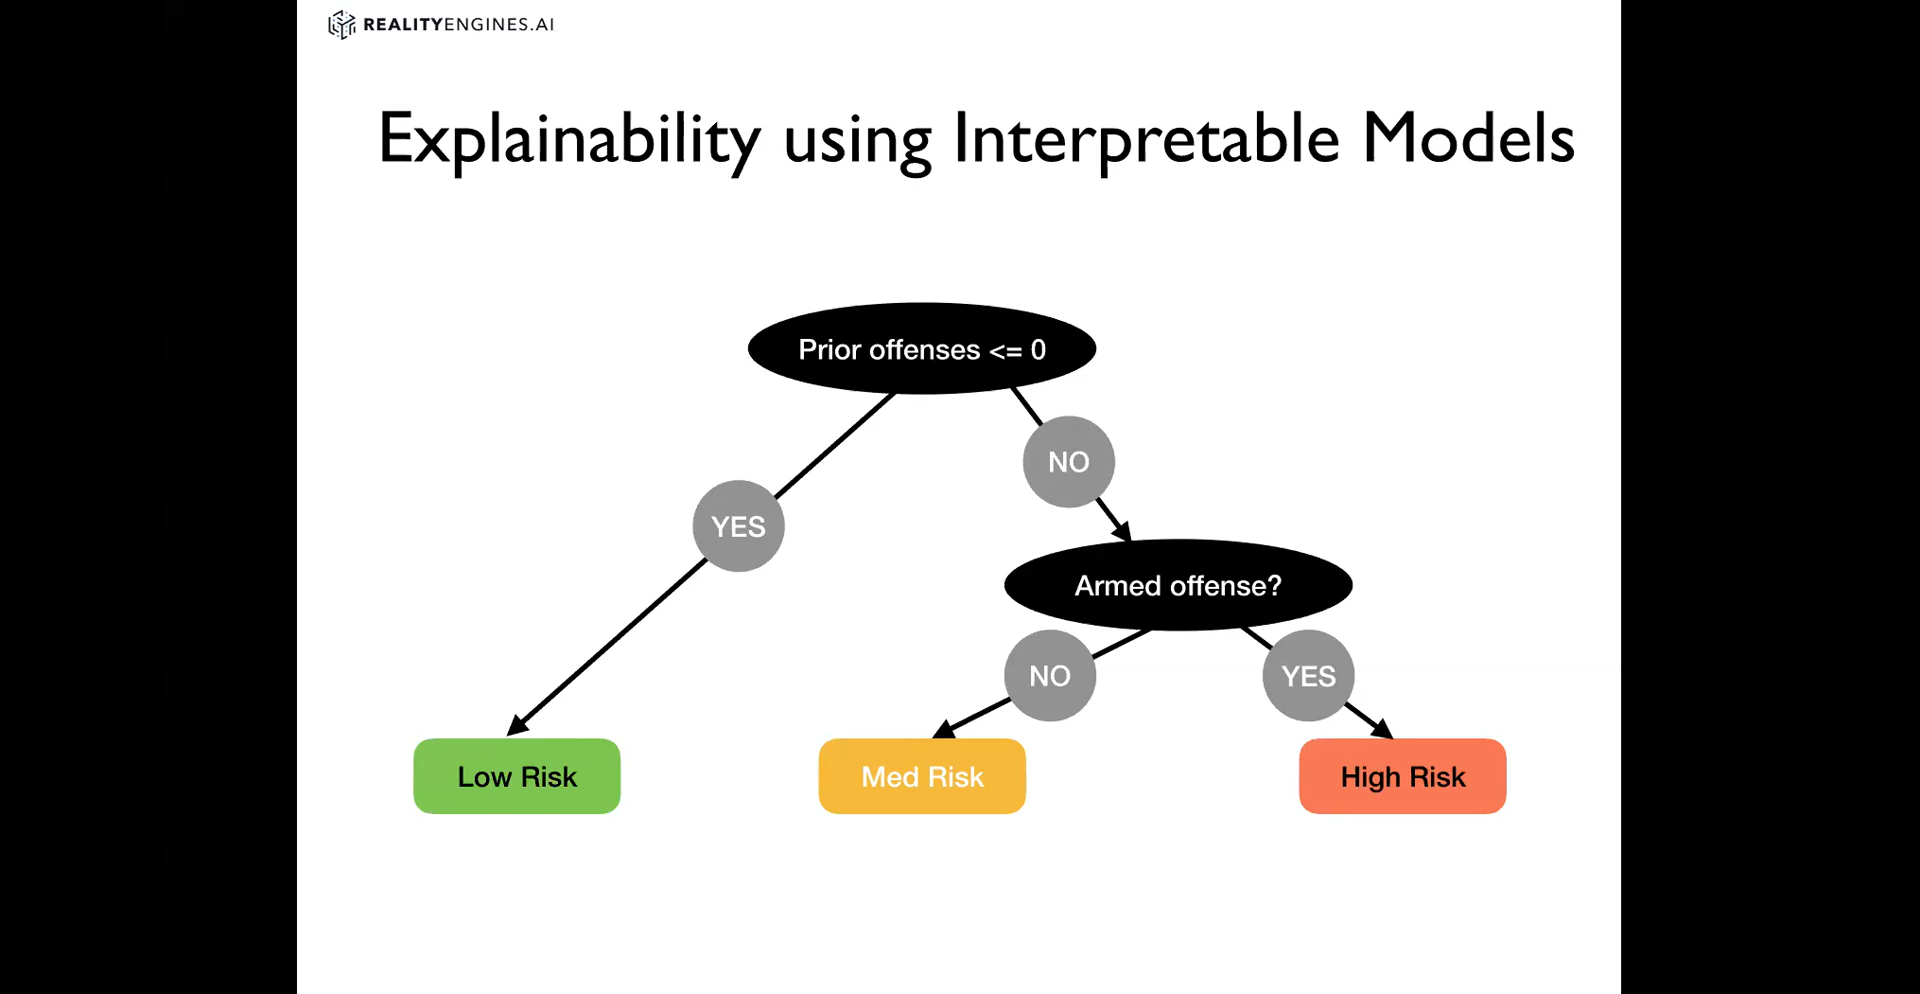 REALITYENGINES.AI
Explainability using Interpretable Models
Prior offenses <= 0
NO
YES
Armed offense?
NO
YES
Low Risk
Med Risk
High Risk